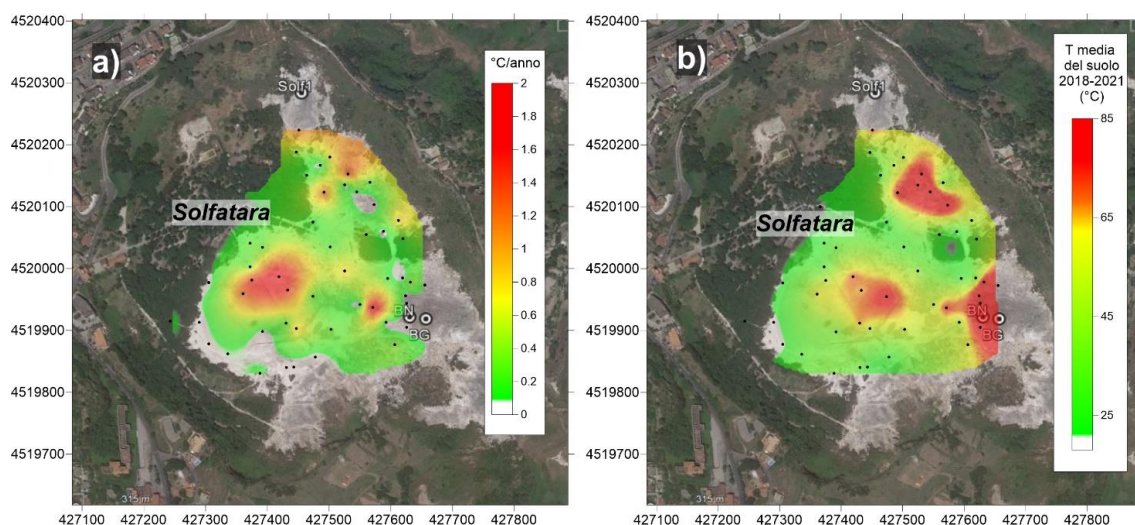 a)
°C/anno
2
1.8
1.6
1.4
1.2
1
0.8
0.6
0.4
0.2
0
Solf1
Solfatara
BN
BG
315 m
4520400
4520300
4520200
4520100
4520000
4519900
4519800
4519700
427100 427200 427300 427400 427500 427600 427700 427800
b)
T media
del suolo
2018-2021
(°C)
85
65
45
25
Solf1
Solfatara
BN
BG
315 m
4520400
4520300
4520200
4520100
4520000
4519900
4519800
4519700
427100 427200 427300 427400 427500 427600 427700 427800